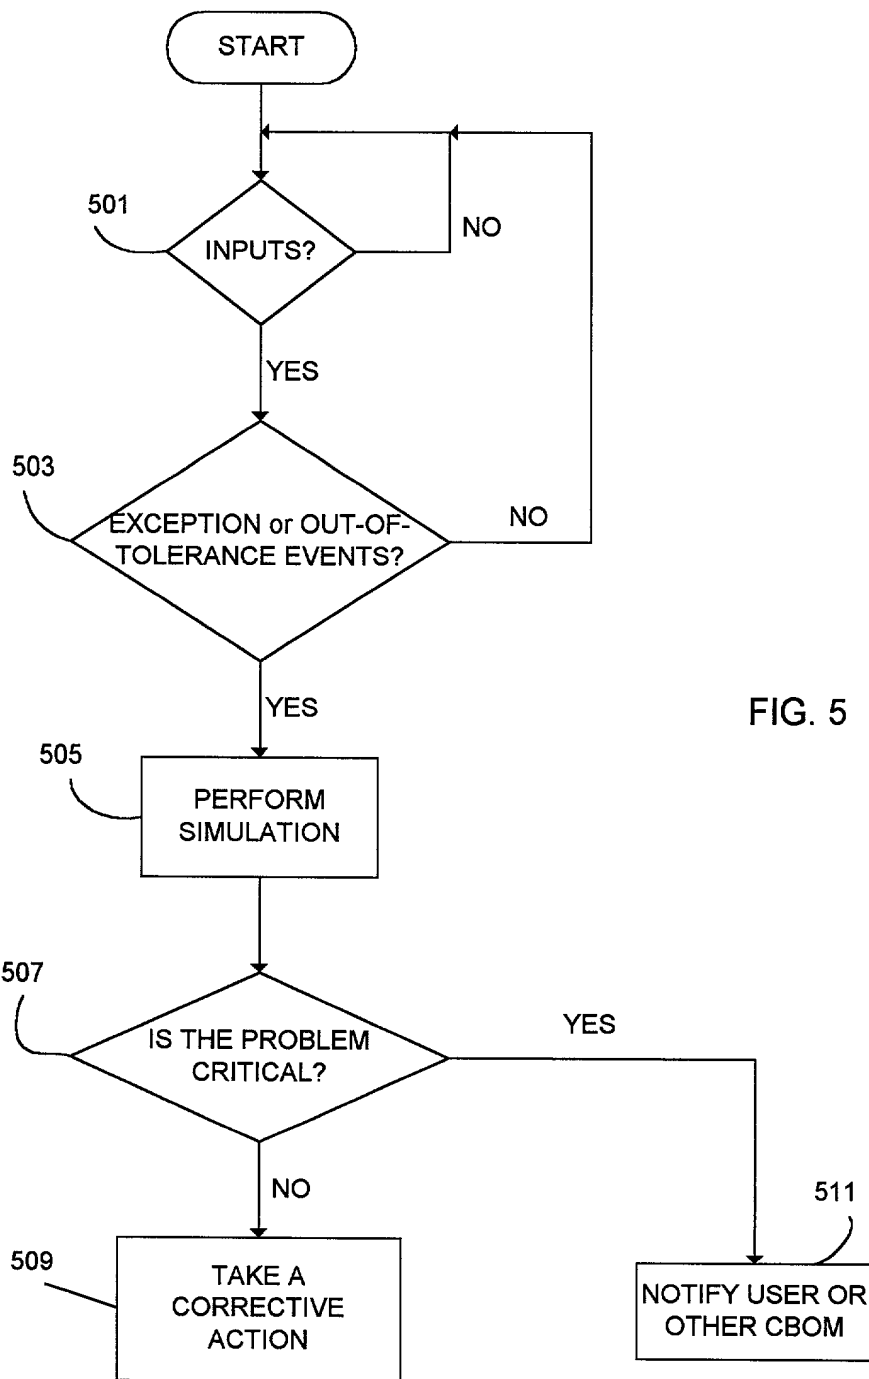 START
501
INPUTS?
NO
YES
503
EXCEPTION or OUT-OF-
TOLERANCE EVENTS?
NO
YES
FIG. 5
505
PERFORM
SIMULATION
507
IS THE PROBLEM
CRITICAL?
YES
NO
511
509
TAKE A
CORRECTIVE
ACTION
NOTIFY USER OR
OTHER CBOM